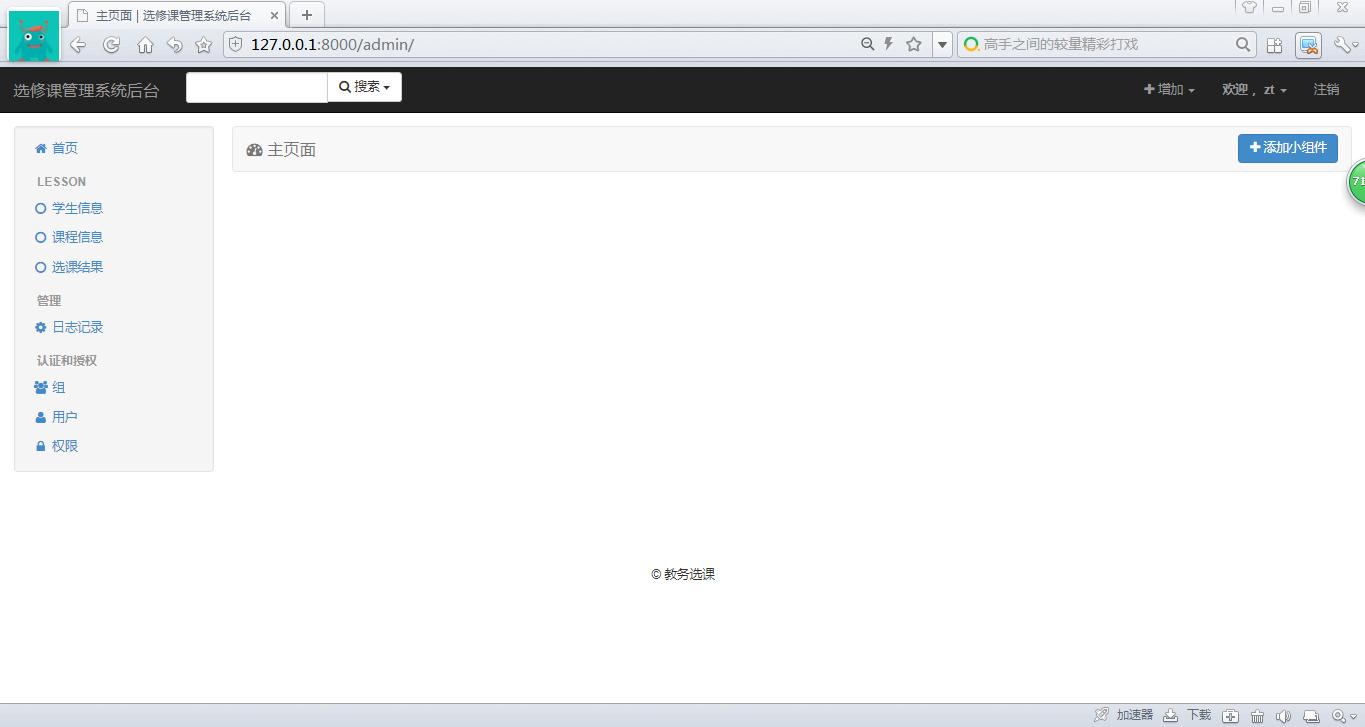 主页面 | 选修课管理系统后台
127.0.0.1:8000/admin/
高手之间的较量精彩打戏
选修课管理系统后台
搜索
增加
欢迎， zt
注销
首页
LESSON
学生信息
课程信息
选课结果
管理
日志记录
认证和授权
组
用户
权限
主页面
添加小组件
71
© 教务选课
加速器
下载